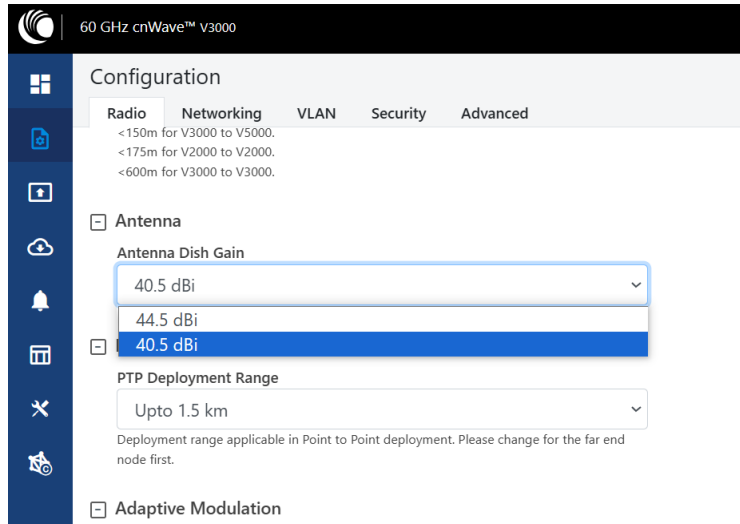 60 GHz cnWave™ V3000
Configuration
Radio Networking VLAN Security Advanced
<150m for V3000 to V5000.
<175m for V2000 to V2000.
<600m for V3000 to V3000.
Antenna
Antenna Dish Gain
40.5 dBi
44.5 dBi
40.5 dBi
PTP Deployment Range
Upto 1.5 km
Deployment range applicable in Point to Point deployment. Please change for the far end
node first.
Adaptive Modulation